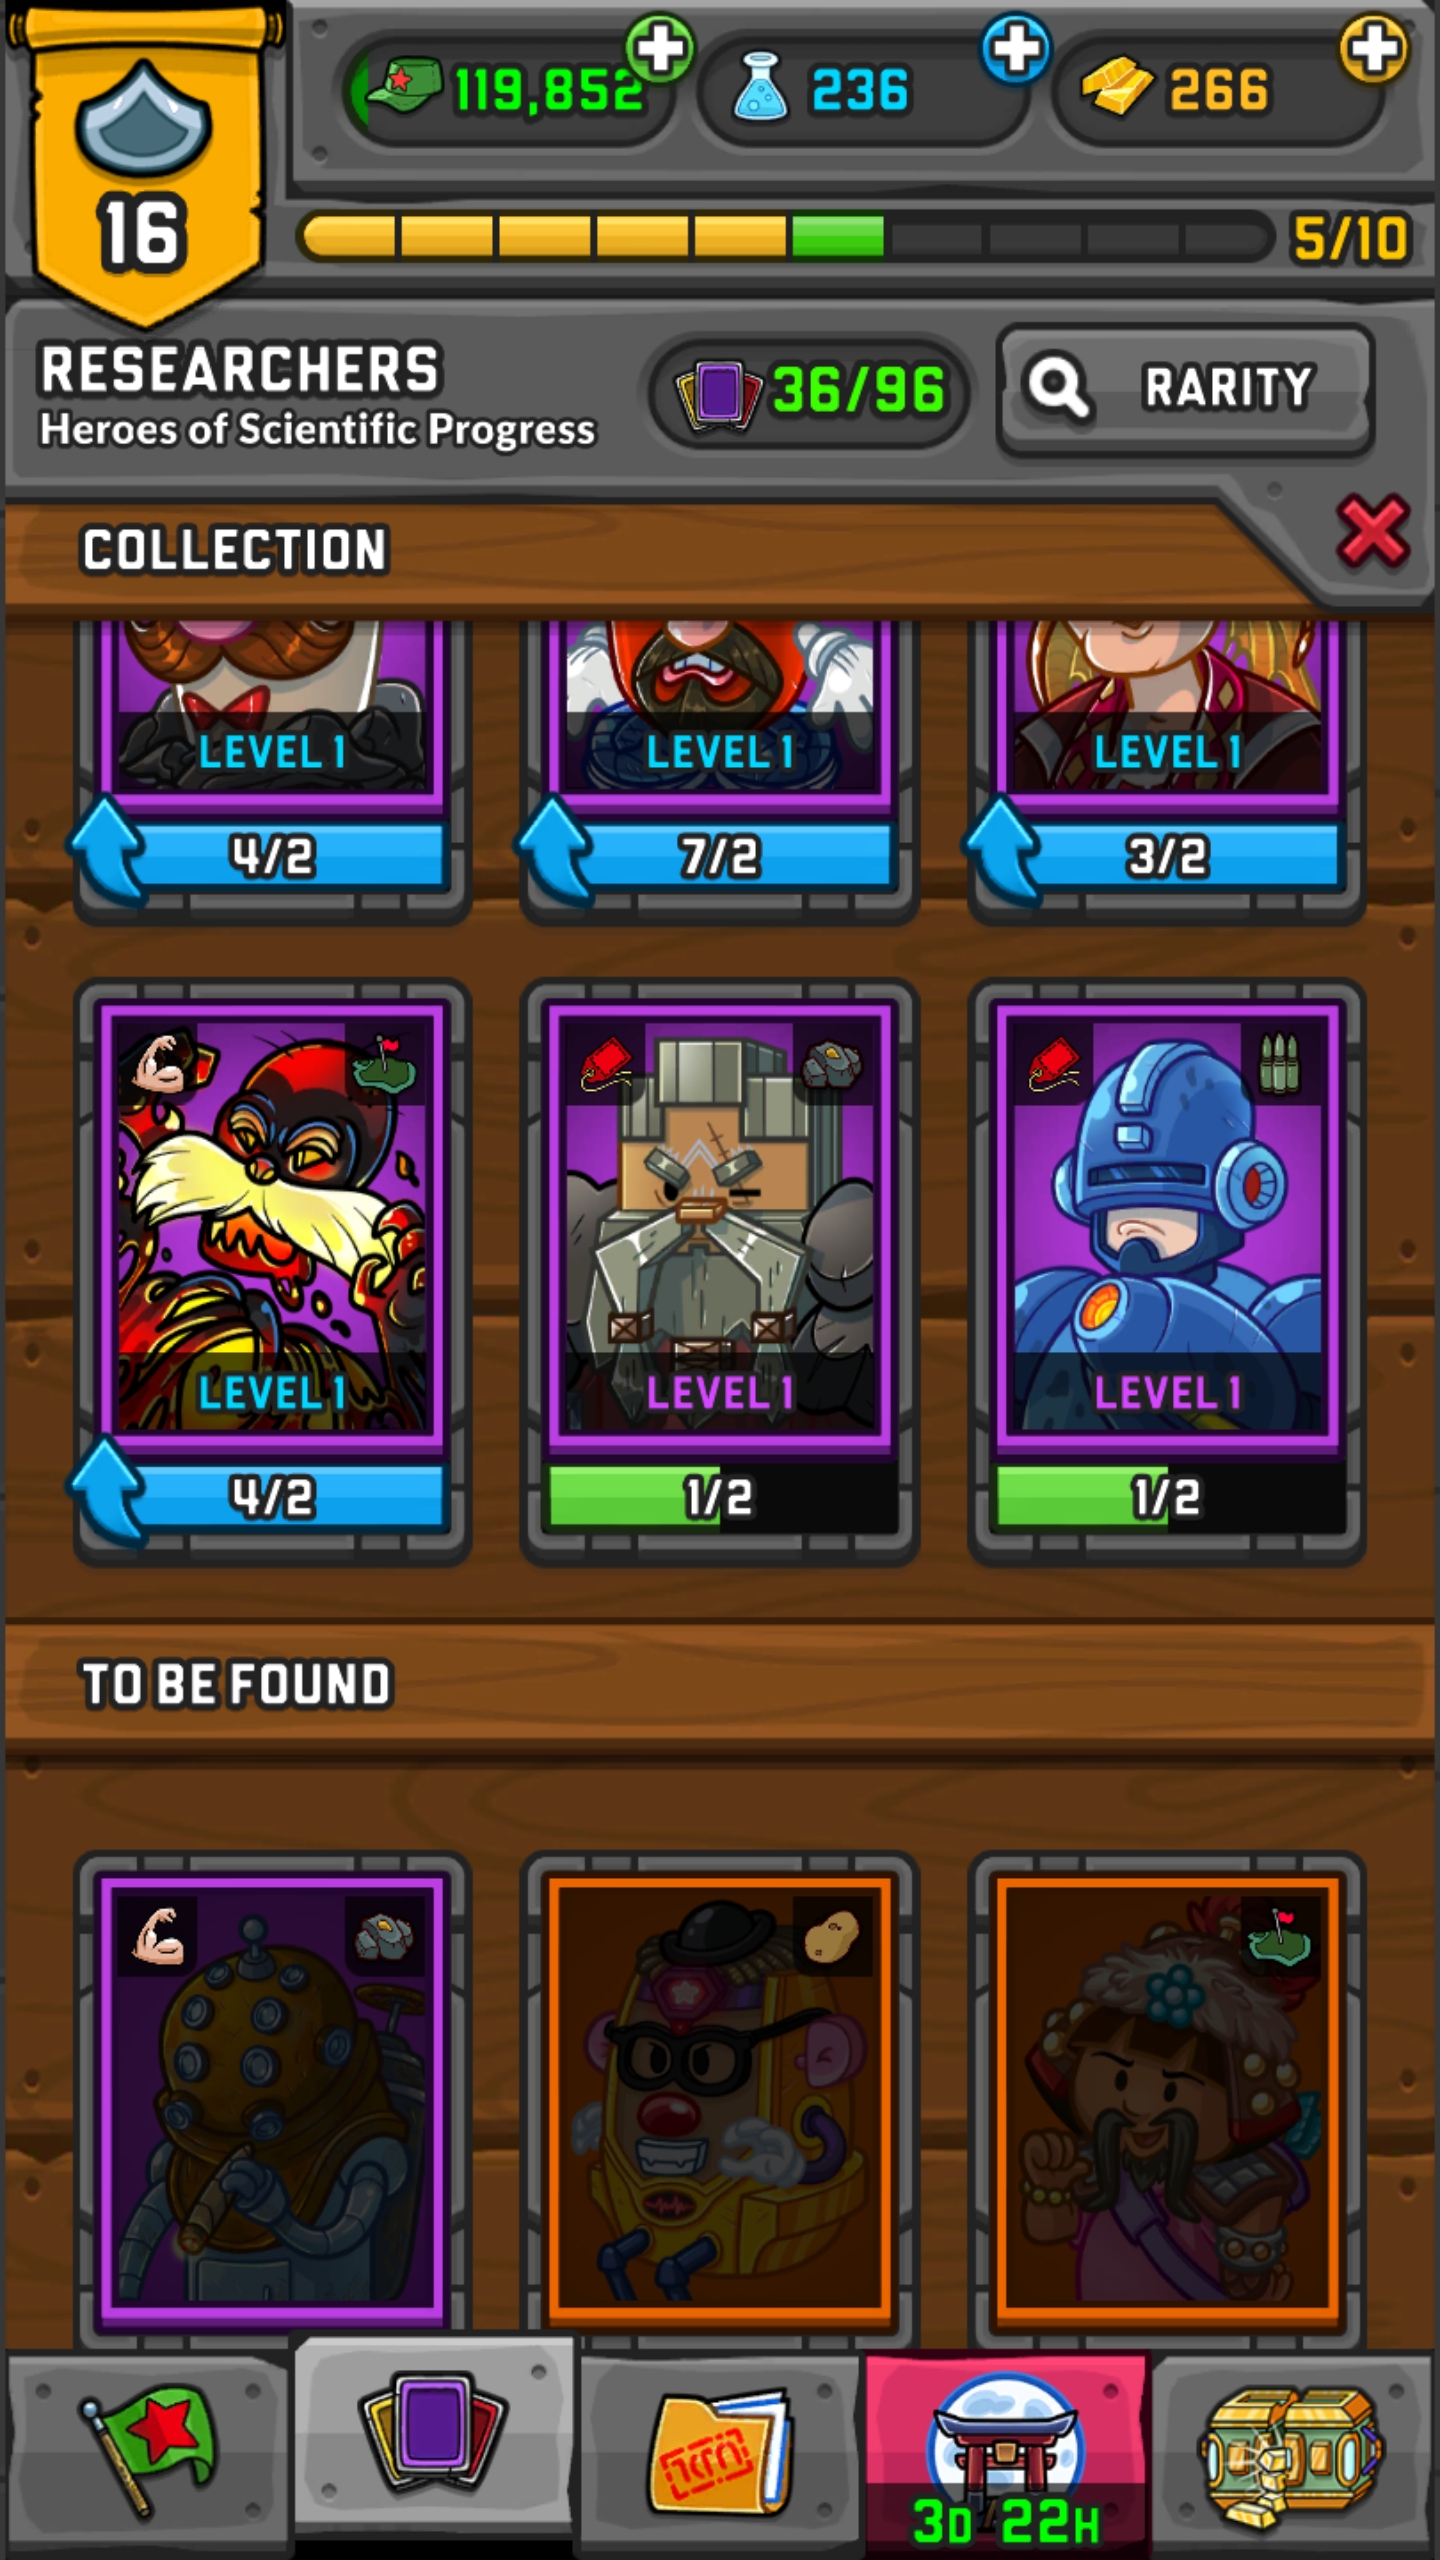 119,852
236
266
16
5/10
RESEARCHERS
Heroes of Scientific Progress
36/96
RARITY
COLLECTION
LEVEL 1
LEVEL 1
LEVEL 1
4/2
7/2
3/2
LEVEL 1
LEVEL 1
LEVEL 1
4/2
1/2
1/2
TO BE FOUND
3D 22H